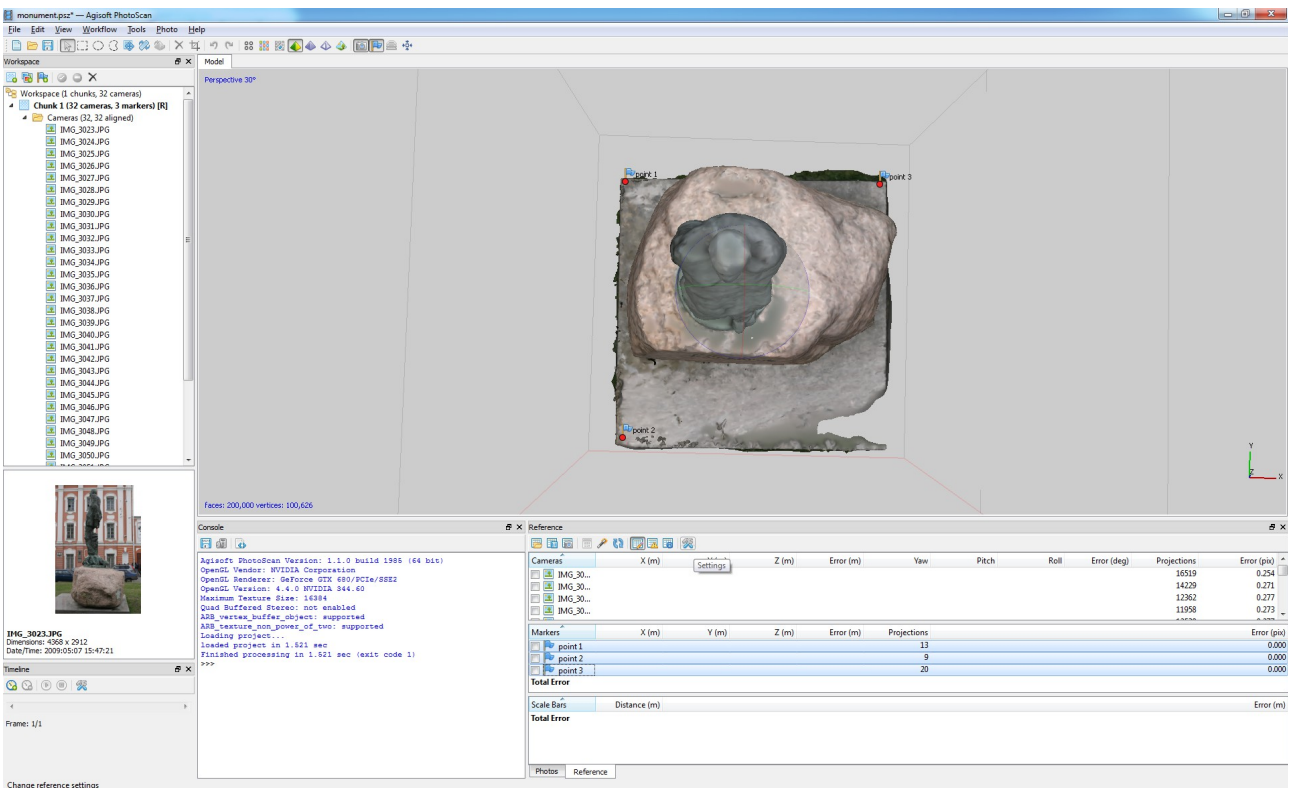 monument.psz* — Agisoft PhotoScan
File Edit View Workflow Tools Photo Help
Workspace
Workspace (1 chunks, 32 cameras)
Chunk 1 (32 cameras, 3 markers) [R]
Cameras (32, 32 aligned)
IMG_3023.JPG
IMG_3024.JPG
IMG_3025.JPG
IMG_3026.JPG
IMG_3027.JPG
IMG_3028.JPG
IMG_3029.JPG
IMG_3030.JPG
IMG_3031.JPG
IMG_3032.JPG
IMG_3033.JPG
IMG_3034.JPG
IMG_3035.JPG
IMG_3036.JPG
IMG_3037.JPG
IMG_3038.JPG
IMG_3039.JPG
IMG_3040.JPG
IMG_3041.JPG
IMG_3042.JPG
IMG_3043.JPG
IMG_3044.JPG
IMG_3045.JPG
IMG_3046.JPG
IMG_3047.JPG
IMG_3048.JPG
IMG_3049.JPG
IMG_3050.JPG
IMG_3023.JPG
Dimensions: 4368 x 2912
Date/Time: 2009:05:07 15:47:21
Timeline
Frame: 1/1
Change reference settings
Model
Perspective 30°
point 1
point 3
point 2
Y
Z X
Faces: 200,000 vertices: 100,626
Console
Agisoft PhotoScan Version: 1.1.0 build 1985 (64 bit)
OpenGL Vendor: NVIDIA Corporation
OpenGL Renderer: GeForce GTX 680/PCIe/SSE2
OpenGL Version: 4.4.0 NVIDIA 344.60
Maximum Texture Size: 16384
Quad Buffered Stereo: not enabled
ARB_vertex_buffer_object: supported
ARB_texture_non_power_of_two: supported
Loading project...
loaded project in 1.521 sec
Finished processing in 1.521 sec (exit code 1)
>>>
Reference
Settings
Cameras X (m) Z (m) Error (m) Yaw Pitch Roll Error (deg) Projections Error (pix)
IMG_30... 16519 0.254
IMG_30... 14229 0.271
IMG_30... 12362 0.277
IMG_30... 11958 0.273
Markers X (m) Y (m) Z (m) Error (m) Projections Error (pix)
point 1 13 0.000
point 2 9 0.000
point 3 20 0.000
Total Error
Scale Bars Distance (m) Error (m)
Total Error
Photos Reference